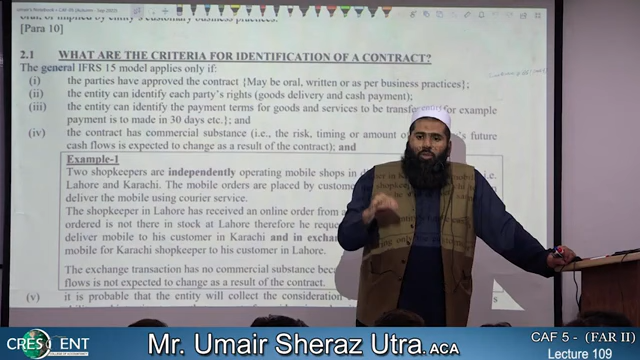 oral, or implied by entity's customary business practices.
[Para 10]
2.1 WHAT ARE THE CRITERIA FOR IDENTIFICATION OF A CONTRACT?
The general IFRS 15 model applies only if:
(i) the parties have approved the contract {May be oral, written or as per business practices};
(ii) the entity can identify each party's rights (goods delivery and cash payment);
(iii) the entity can identify the payment terms for goods and services to be transferred {for example
payment is to made in 30 days etc.}; and
(iv) the contract has commercial substance (i.e., the risk, timing or amount of future
cash flows is expected to change as a result of the contract); and
Example-1
Two shopkeepers are independently operating mobile shops in i.e.
Lahore and Karachi. The mobile orders are placed by
deliver the mobile using courier service.
The shopkeeper in Lahore has received an online order from a
ordered is not there in stock at Lahore therefore he
deliver mobile to his customer in Karachi and in
mobile for Karachi shopkeeper to his customer in Lahore.
The exchange transaction has no commercial substance
flows is not expected to change as a result of the contract.
(v) it is probable that the entity will collect the consideration
CRESCENT
COLLEGE OF ACCOUNTANCY
Mr. Umair Sheraz Utra. ACA
CAF 5 - (FAR II)
Lecture 109